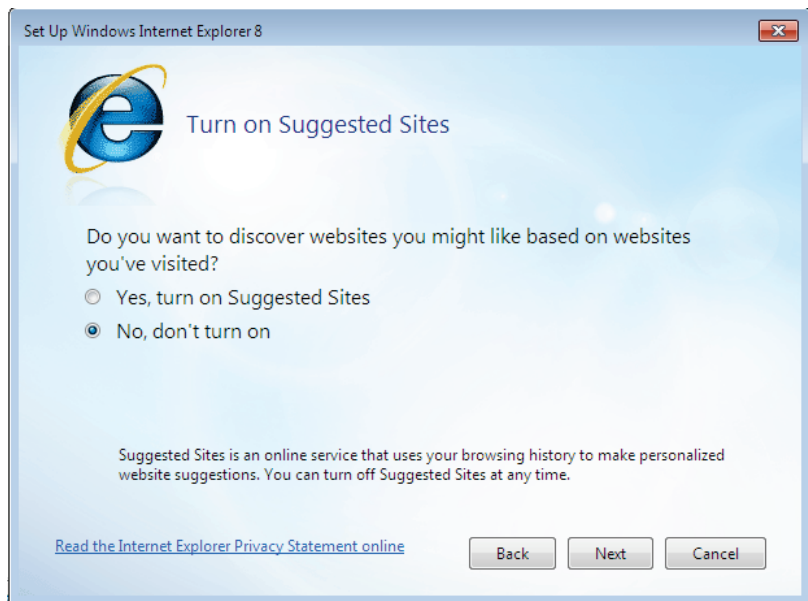 Set Up Windows Internet Explorer 8
Turn on Suggested Sites
Do you want to discover websites you might like based on websites
you've visited?
Yes, turn on Suggested Sites
No, don't turn on
Suggested Sites is an online service that uses your browsing history to make personalized
website suggestions. You can turn off Suggested Sites at any time.
Read the Internet Explorer Privacy Statement online
Back
Next
Cancel